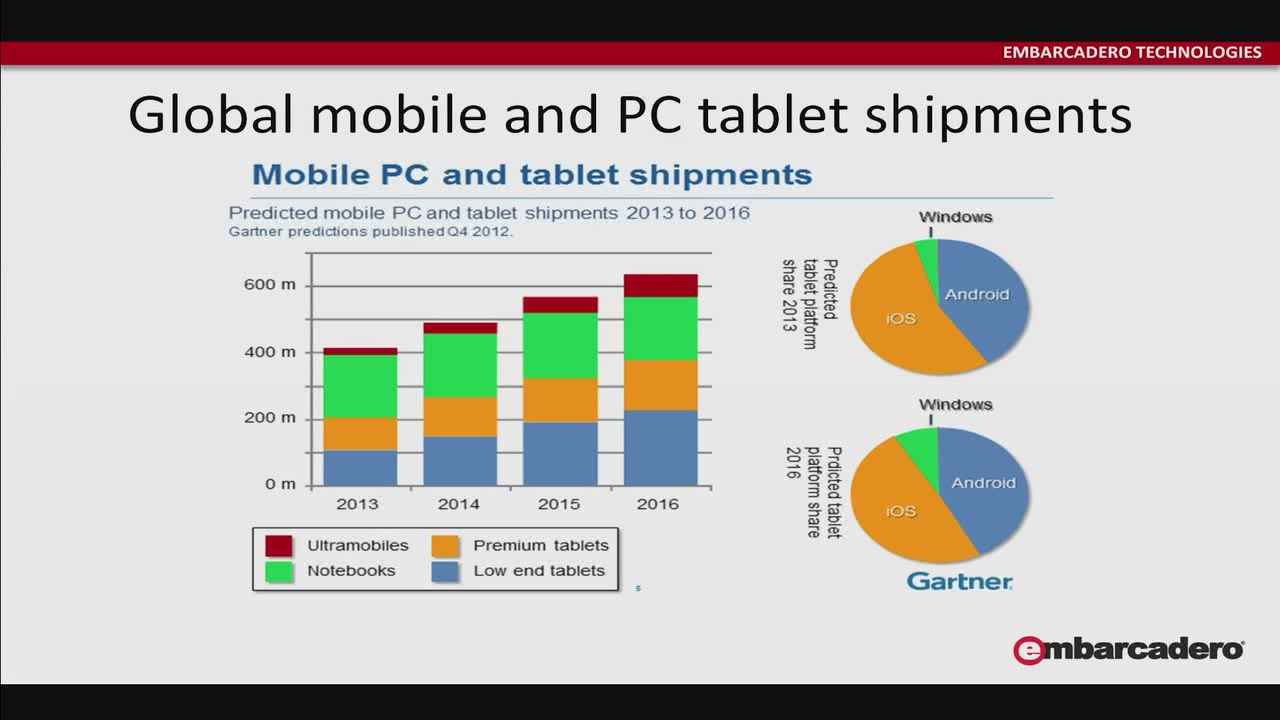 EMBARCADERO TECHNOLOGIES
Global mobile and PC tablet shipments
Mobile PC and tablet shipments
Predicted mobile PC and tablet shipments 2013 to 2016
Gartner predictions published Q4 2012.
600 m
400 m
200 m
0 m
2013 2014 2015 2016
Ultramobiles Premium tablets
Notebooks Low end tablets
5
Windows
Predicted
tablet platform
share 2013
Android
iOS
Windows
Prdicted tablet
platform share
2016
Android
iOS
Gartner.
embarcadero®